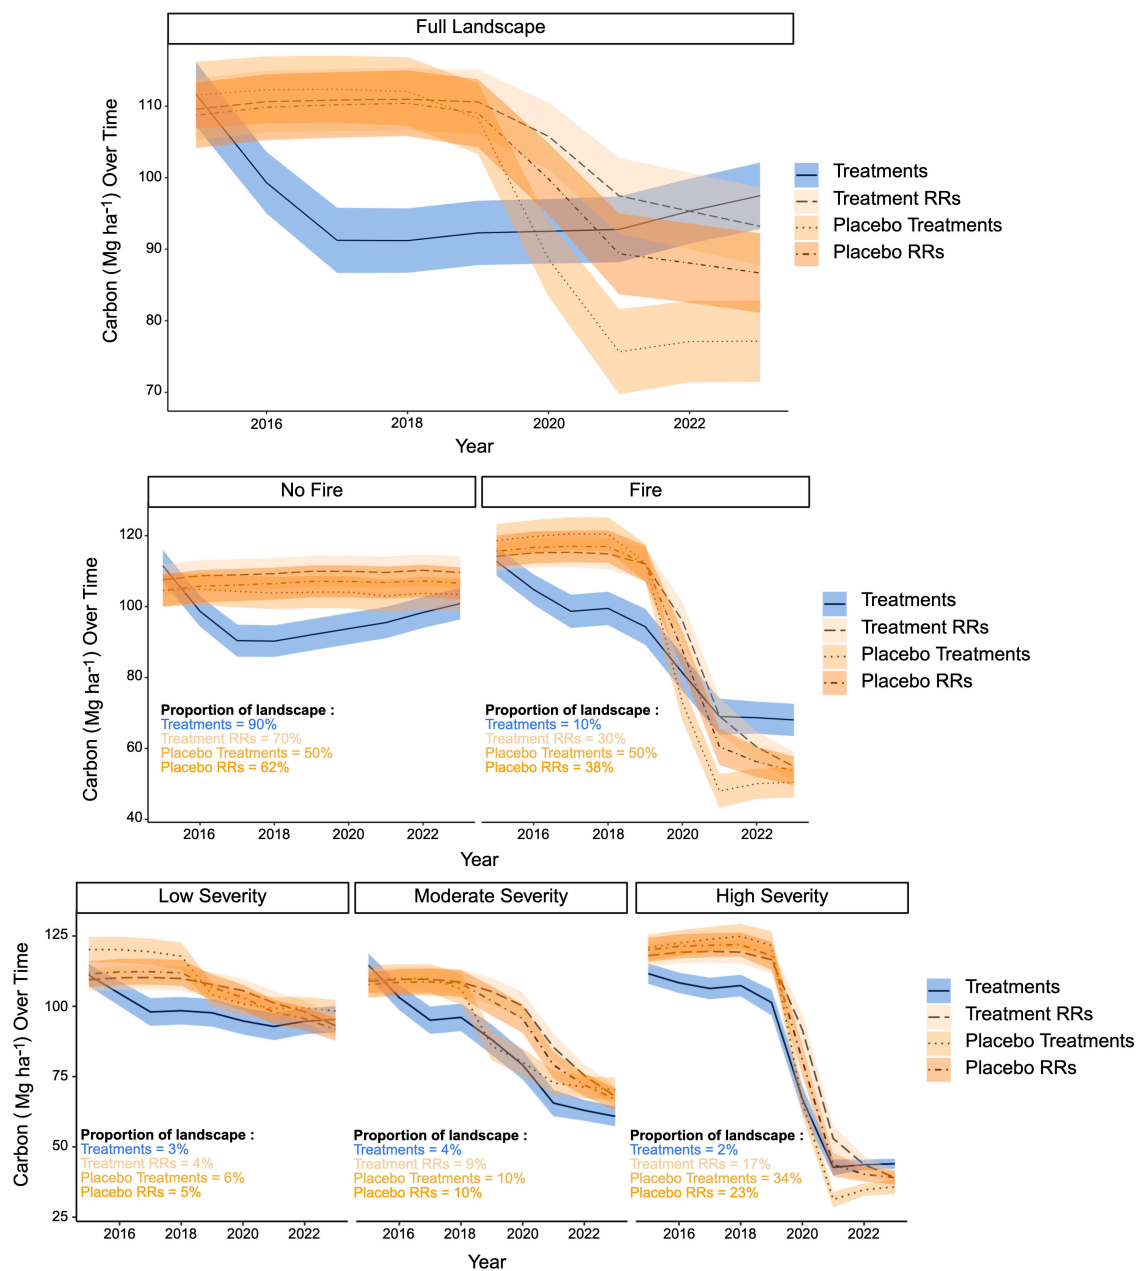 Full Landscape
Carbon (Mg ha⁻¹) Over Time
110
100
90
80
70
2016
2018
2020
2022
Year
Treatments
Treatment RRs
Placebo Treatments
Placebo RRs
No Fire
Fire
Carbon (Mg ha⁻¹) Over Time
120
100
80
60
40
Proportion of landscape :
Treatments = 90%
Treatment RRs = 70%
Placebo Treatments = 50%
Placebo RRs = 62%
Proportion of landscape :
Treatments = 10%
Treatment RRs = 30%
Placebo Treatments = 50%
Placebo RRs = 38%
2016
2018
2020
2022
2016
2018
2020
2022
Year
Treatments
Treatment RRs
Placebo Treatments
Placebo RRs
Low Severity
Moderate Severity
High Severity
Carbon ( Mg ha⁻¹) Over Time
125
100
75
50
25
Proportion of landscape :
Treatments = 3%
Treatment RRs = 4%
Placebo Treatments = 6%
Placebo RRs = 5%
Proportion of landscape :
Treatments = 4%
Treatment RRs = 9%
Placebo Treatments = 10%
Placebo RRs = 10%
Proportion of landscape :
Treatments = 2%
Treatment RRs = 17%
Placebo Treatments = 34%
Placebo RRs = 23%
2016
2018
2020
2022
2016
2018
2020
2022
2016
2018
2020
2022
Year
Treatments
Treatment RRs
Placebo Treatments
Placebo RRs